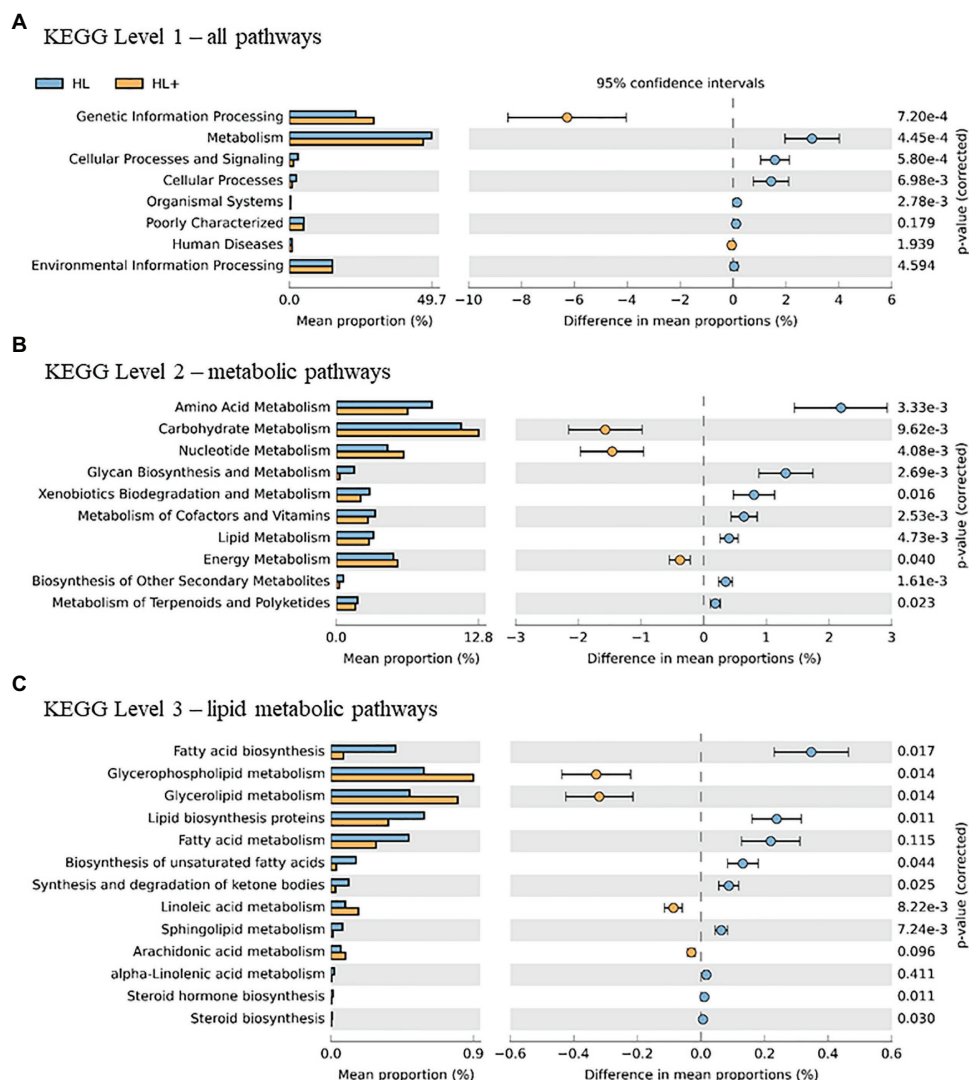 A
KEGG Level 1 – all pathways
HL HL+ 95% confidence intervals
Genetic Information Processing 7.20e-4
Metabolism 4.45e-4
Cellular Processes and Signaling 5.80e-4
Cellular Processes 6.98e-3
Organismal Systems 2.78e-3
Poorly Characterized 0.179
Human Diseases 1.939
Environmental Information Processing 4.594
p-value (corrected)
0.0 49.7 −10 −8 −6 −4 −2 0 2 4 6
Mean proportion (%) Difference in mean proportions (%)
B
KEGG Level 2 – metabolic pathways
Amino Acid Metabolism 3.33e-3
Carbohydrate Metabolism 9.62e-3
Nucleotide Metabolism 4.08e-3
Glycan Biosynthesis and Metabolism 2.69e-3
Xenobiotics Biodegradation and Metabolism 0.016
Metabolism of Cofactors and Vitamins 2.53e-3
Lipid Metabolism 4.73e-3
Energy Metabolism 0.040
Biosynthesis of Other Secondary Metabolites 1.61e-3
Metabolism of Terpenoids and Polyketides 0.023
p-value (corrected)
0.0 12.8 −3 −2 −1 0 1 2 3
Mean proportion (%) Difference in mean proportions (%)
C
KEGG Level 3 – lipid metabolic pathways
Fatty acid biosynthesis 0.017
Glycerophospholipid metabolism 0.014
Glycerolipid metabolism 0.014
Lipid biosynthesis proteins 0.011
Fatty acid metabolism 0.115
Biosynthesis of unsaturated fatty acids 0.044
Synthesis and degradation of ketone bodies 0.025
Linoleic acid metabolism 8.22e-3
Sphingolipid metabolism 7.24e-3
Arachidonic acid metabolism 0.096
alpha-Linolenic acid metabolism 0.411
Steroid hormone biosynthesis 0.011
Steroid biosynthesis 0.030
p-value (corrected)
0.0 0.9 −0.6 −0.4 −0.2 0.0 0.2 0.4 0.6
Mean proportion (%) Difference in mean proportions (%)